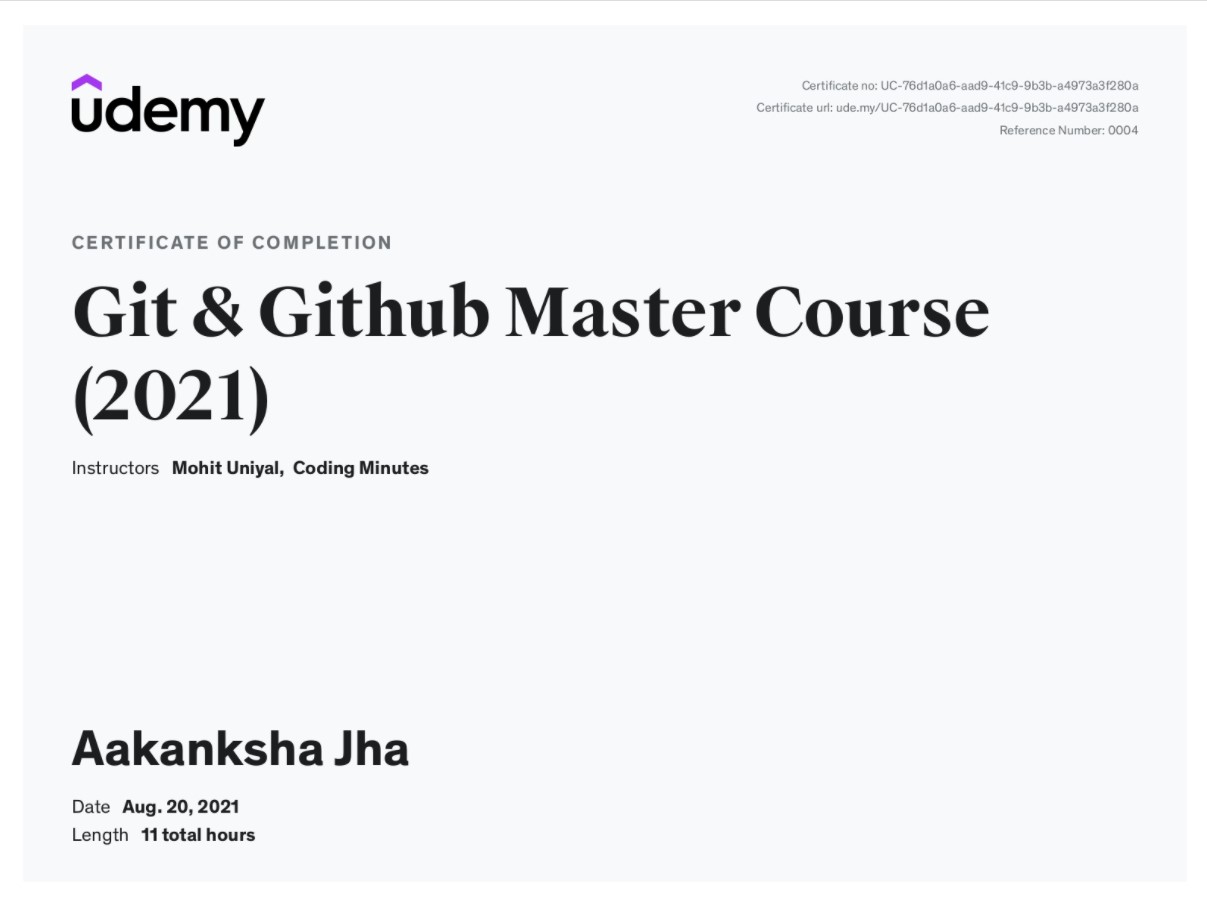 udemy
Certificate no: UC-76d1a0a6-aad9-41c9-9b3b-a4973a3f280a
Certificate url: ude.my/UC-76d1a0a6-aad9-41c9-9b3b-a4973a3f280a
Reference Number: 0004
CERTIFICATE OF COMPLETION
Git & Github Master Course
(2021)
Instructors Mohit Uniyal, Coding Minutes
Aakanksha Jha
Date Aug. 20, 2021
Length 11 total hours